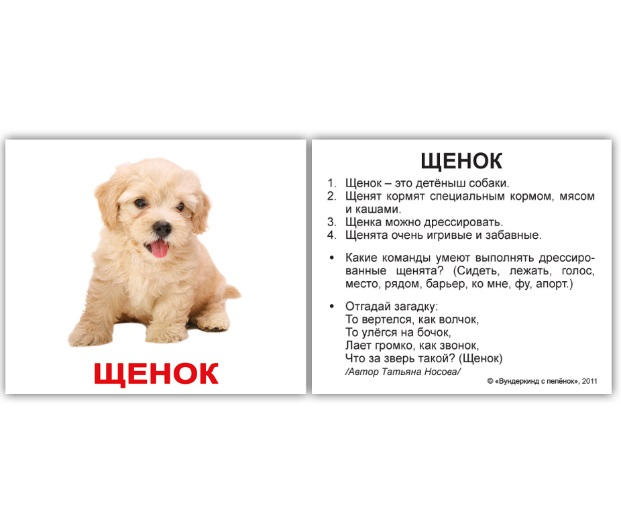 ЩЕНОК
ЩЕНОК
1. Щенок – это детёныш собаки.
2. Щенят кормят специальным кормом, мясом
и кашами.
3. Щенка можно дрессировать.
4. Щенята очень игривые и забавные.
• Какие команды умеют выполнять дрессиро-
ванные щенята? (Сидеть, лежать, голос,
место, рядом, барьер, ко мне, фу, апорт.)
• Отгадай загадку:
То вертелся, как волчок,
То улёгся на бочок,
Лает громко, как звонок,
Что за зверь такой? (Щенок)
/Автор Татьяна Носова/
© «Вундеркинд с пелёнок», 2011